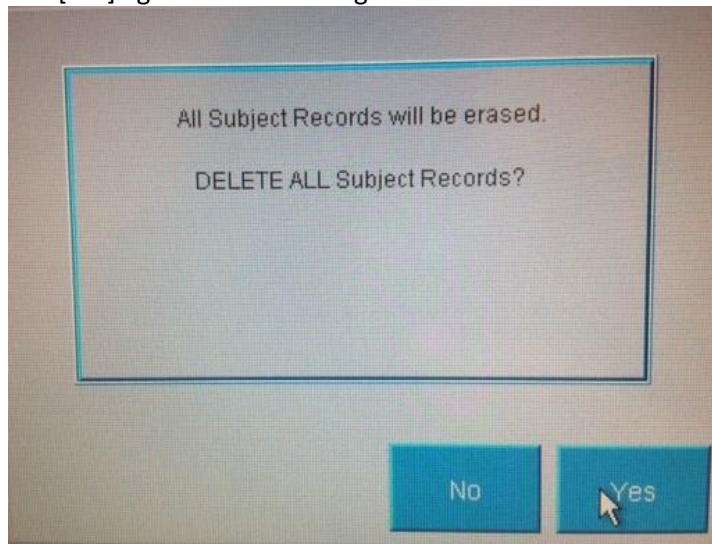 All Subject Records will be erased.
DELETE ALL Subject Records?
No
Yes